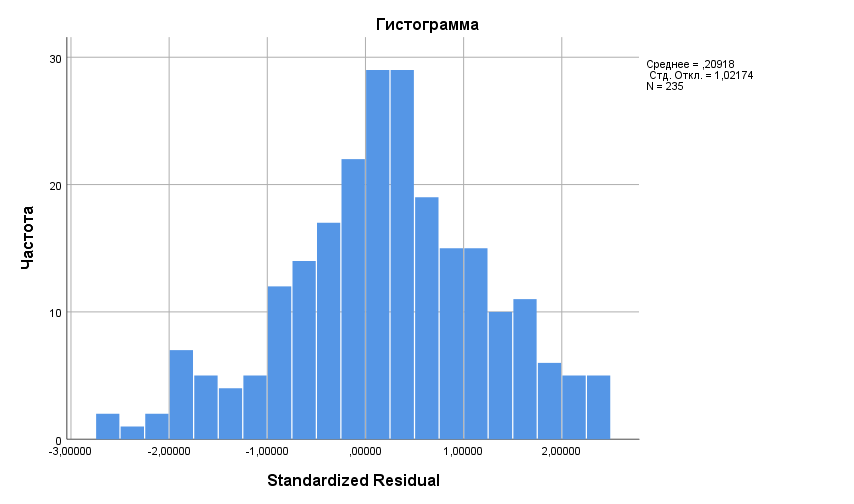 Гистограмма
Среднее = ,20918
Стд. Откл. = 1,02174
N = 235
Частота
30
20
10
0
-3,00000 -2,00000 -1,00000 ,00000 1,00000 2,00000
Standardized Residual